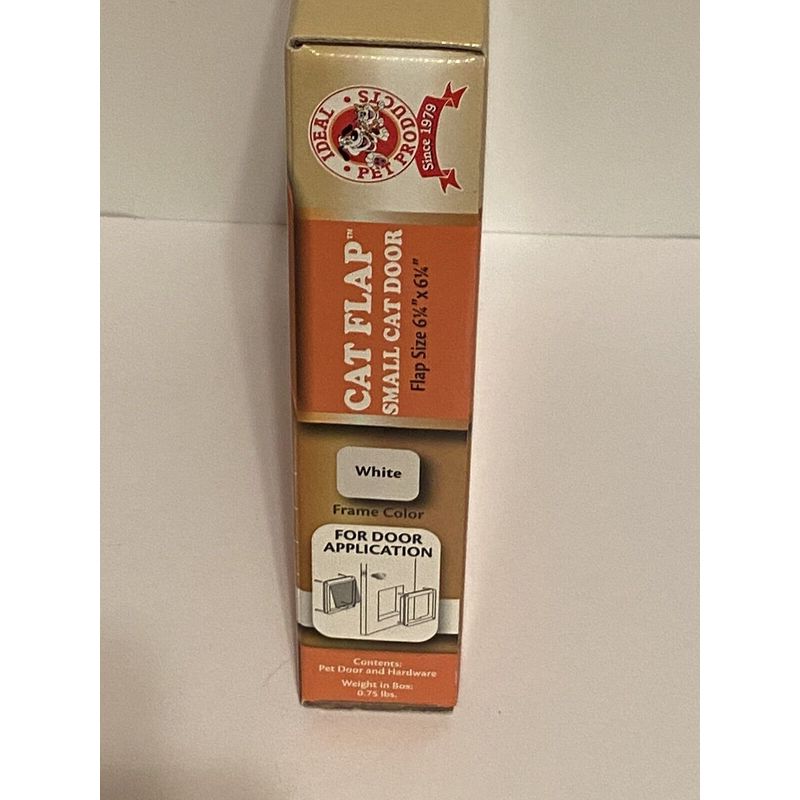 IDEAL • PET PRODUCTS •
Since 1979
CAT FLAP™
SMALL CAT DOOR
Flap Size 6¼" x 6¼"
White
Frame Color
FOR DOOR
APPLICATION
Contents:
Pet Door and Hardware
Weight in Box:
0.75 lbs.